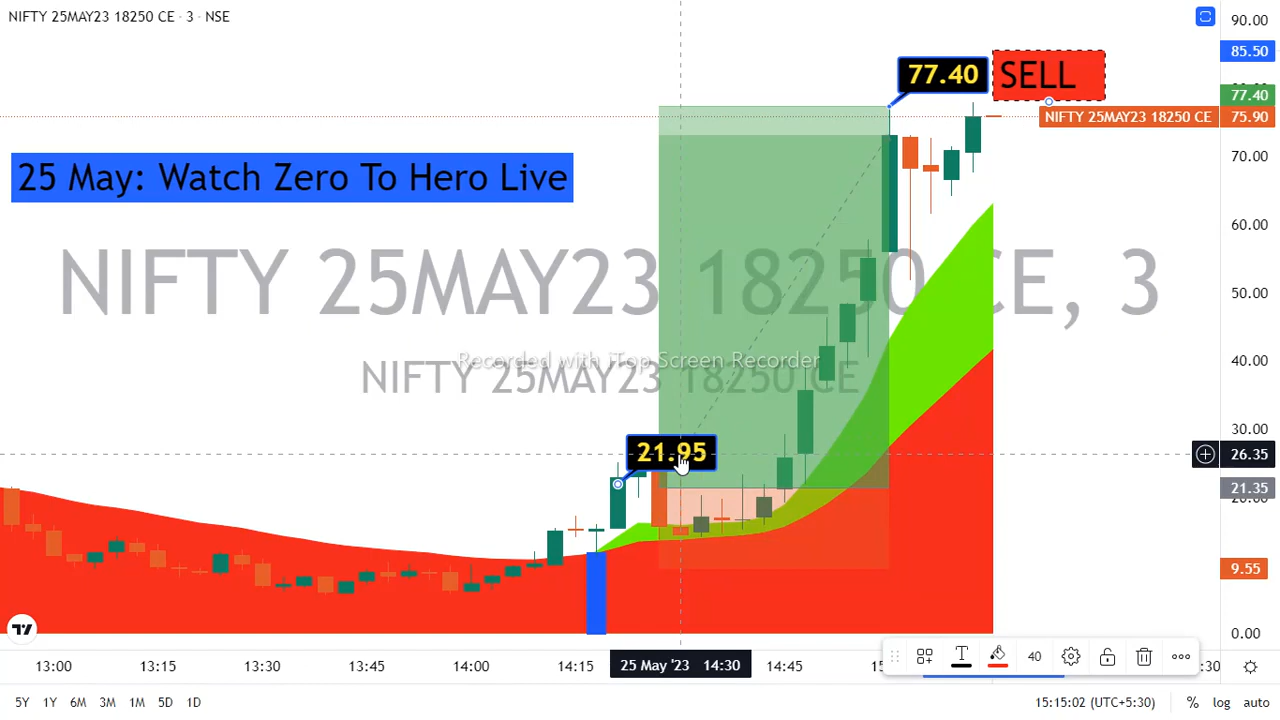 NIFTY 25MAY23 18250 CE · 3 · NSE
90.00
85.50
77.40
SELL
77.40
NIFTY 25MAY23 18250 CE 75.90
25 May: Watch Zero To Hero Live
70.00
60.00
NIFTY 25MAY23 18250 CE, 3
50.00
Recorded with iTop Screen Recorder
40.00
NIFTY 25MAY23 18250 CE
30.00
21.95
26.35
21.35
9.55
0.00
13:00 13:15 13:30 13:45 14:00 14:15 25 May '23 14:30 14:45 :30
40
5Y 1Y 6M 3M 1M 5D 1D 15:15:02 (UTC+5:30) % log auto